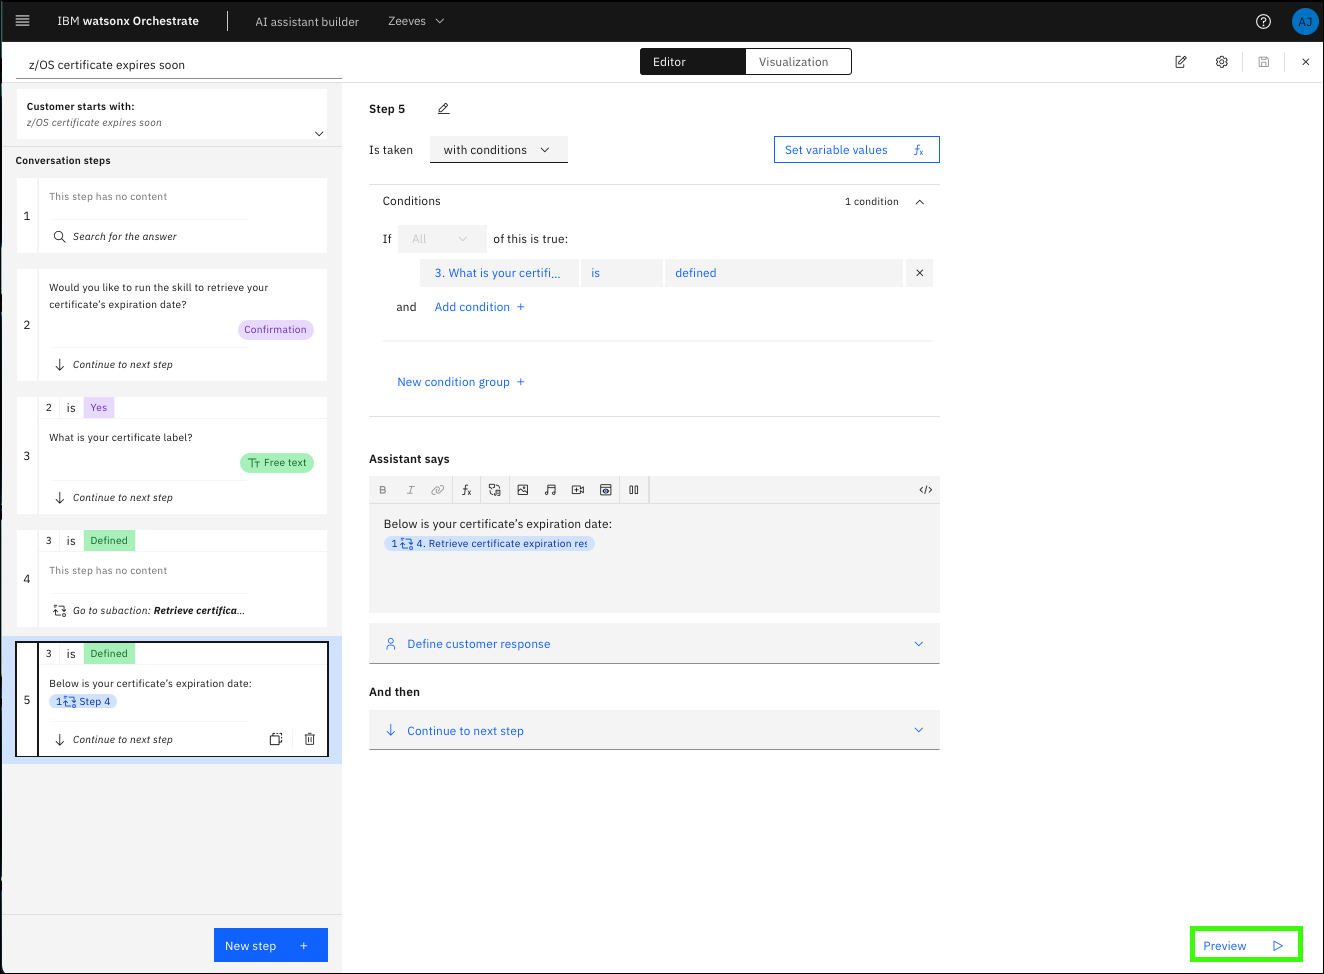 IBM watsonx Orchestrate
AI assistant builder
Zeeves
AJ
z/OS certificate expires soon
Editor
Visualization
Customer starts with:
z/OS certificate expires soon
Conversation steps
1
This step has no content
Search for the answer
2
Would you like to run the skill to retrieve your
certificate's expiration date?
Confirmation
Continue to next step
3
2 is Yes
What is your certificate label?
Free text
Continue to next step
4
3 is Defined
This step has no content
Go to subaction: Retrieve certifica...
5
3 is Defined
Below is your certificate's expiration date:
1 Step 4
Continue to next step
New step +
Step 5
Is taken
with conditions
Set variable values
Conditions
1 condition
If All of this is true:
3. What is your certifi... is defined
and Add condition +
New condition group +
Assistant says
B I
Below is your certificate's expiration date:
1 4. Retrieve certificate expiration res
Define customer response
And then
Continue to next step
Preview